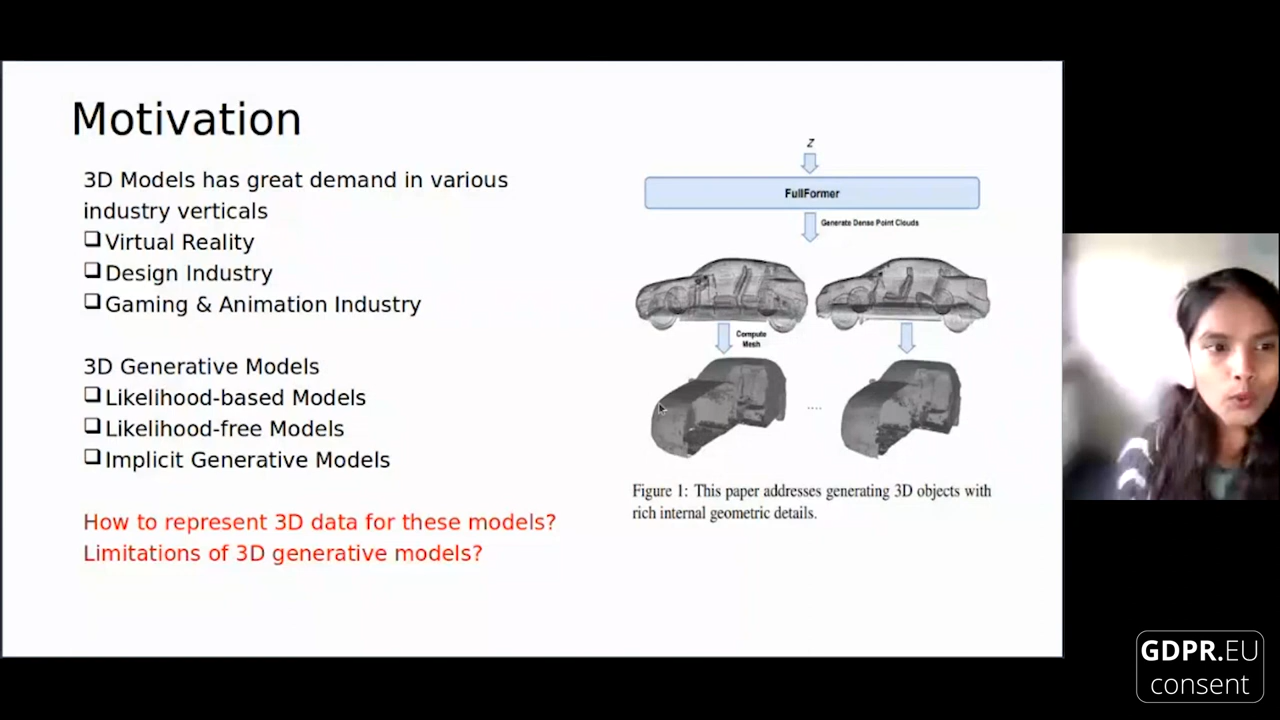 Motivation
3D Models has great demand in various
industry verticals
Virtual Reality
Design Industry
Gaming & Animation Industry
3D Generative Models
Likelihood-based Models
Likelihood-free Models
Implicit Generative Models
How to represent 3D data for these models?
Limitations of 3D generative models?
Z
FullFormer
Generate Dense Point Clouds
Compute
Mesh
....
Figure 1: This paper addresses generating 3D objects with
rich internal geometric details.
GDPR.EU
consent